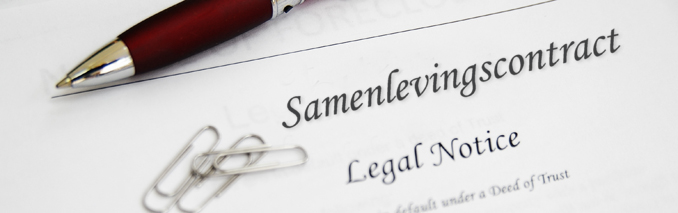 Samenlevingscontract
Legal Notice
default under a Deed of Trust